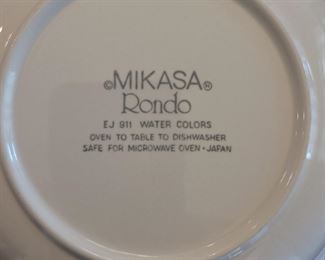 ©MIKASA®
Rondo
EJ 911 WATER COLORS
OVEN TO TABLE TO DISHWASHER
SAFE FOR MICROWAVE OVEN • JAPAN